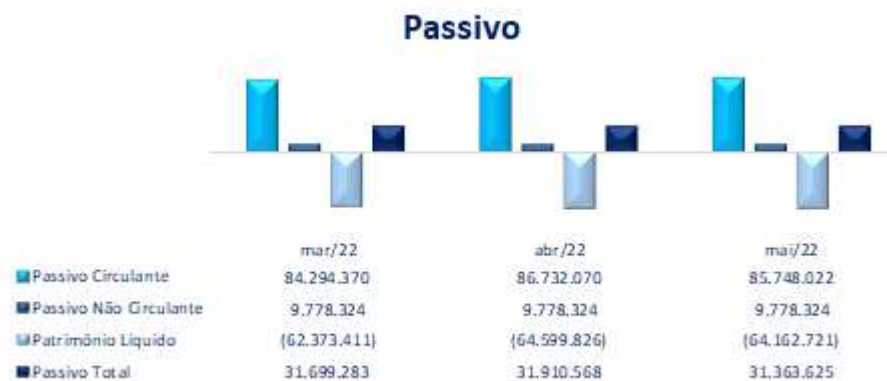 Passivo
mar/22 abr/22 mai/22
Passivo Circulante 84.294.370 86.732.070 85.748.022
Passivo Não Circulante 9.778.324 9.778.324 9.778.324
Patrimônio Líquido (62.373.411) (64.599.826) (64.162.721)
Passivo Total 31.699.283 31.910.568 31.363.625